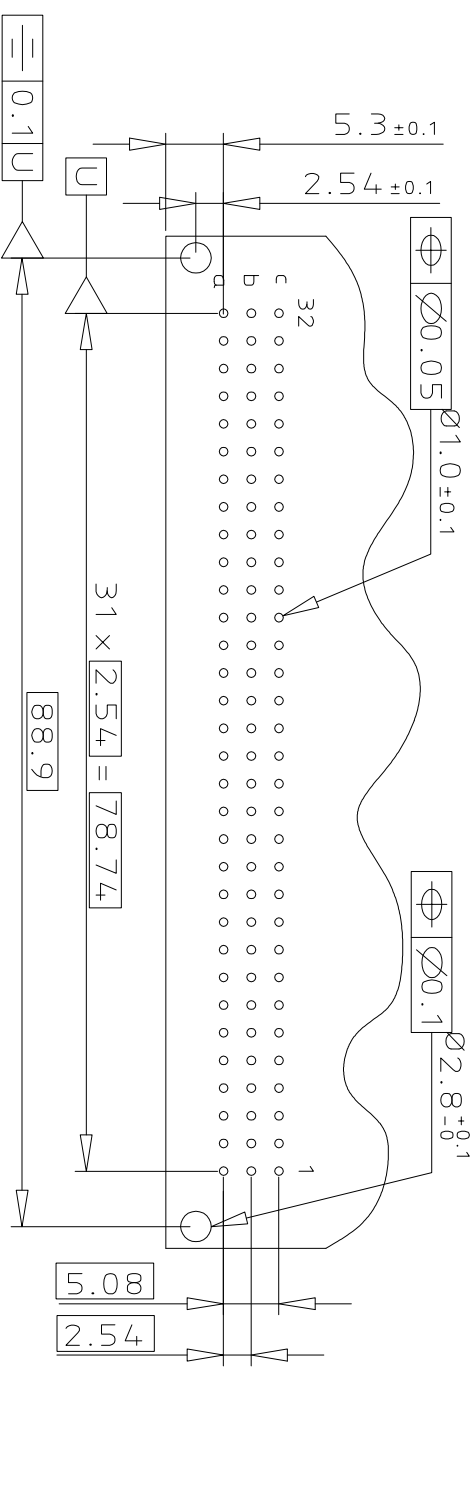 5.3 ±0.1
2.54 ±0.1
⌯ 0.1 U
U
a b c
32
⌖ Ø0.05
Ø1.0 ±0.1
31 x 2.54 = 78.74
88.9
⌖ Ø0.1
Ø2.8 +0.1 -0
1
5.08
2.54